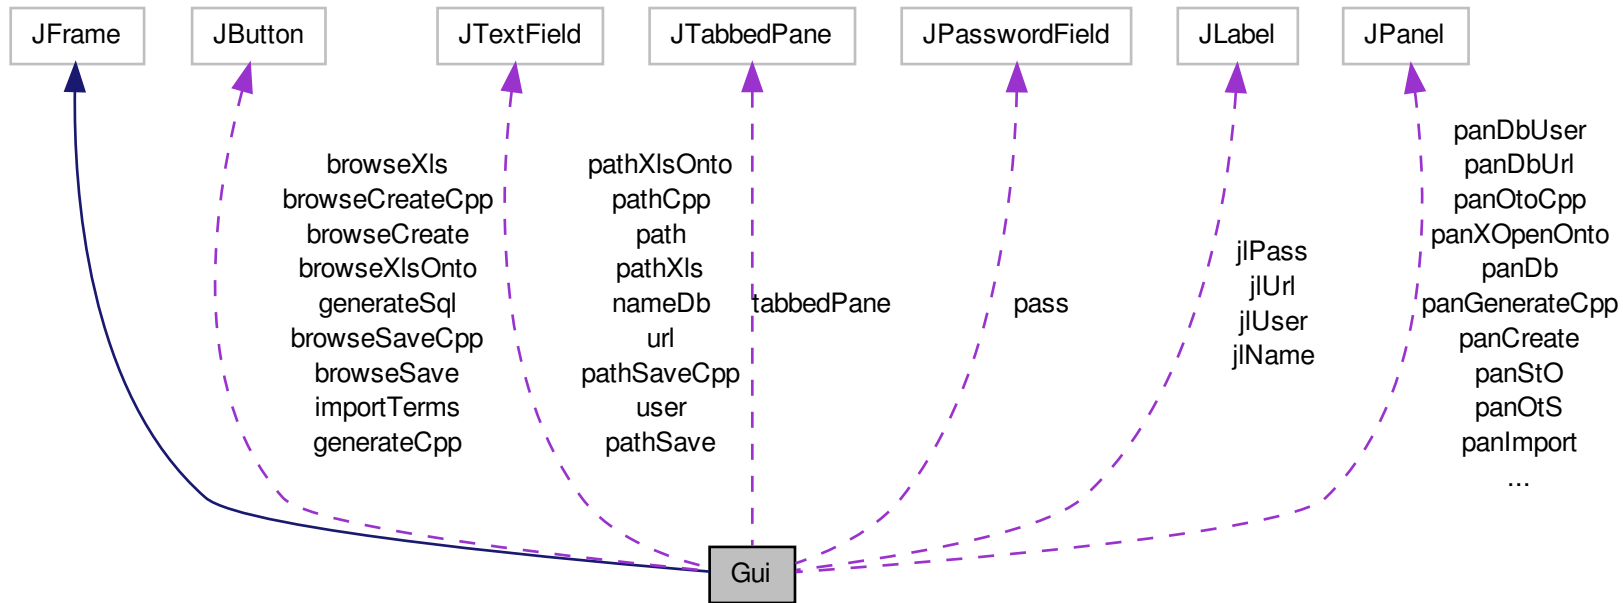 JFrame
JButton
JTextField
JTabbedPane
JPasswordField
JLabel
JPanel
browseXls
browseCreateCpp
browseCreate
browseXlsOnto
generateSql
browseSaveCpp
browseSave
importTerms
generateCpp
pathXlsOnto
pathCpp
path
pathXls
nameDb
url
pathSaveCpp
user
pathSave
tabbedPane
pass
jlPass
jlUrl
jlUser
jlName
panDbUser
panDbUrl
panOtoCpp
panXOpenOnto
panDb
panGenerateCpp
panCreate
panStO
panOtS
panImport
...
Gui